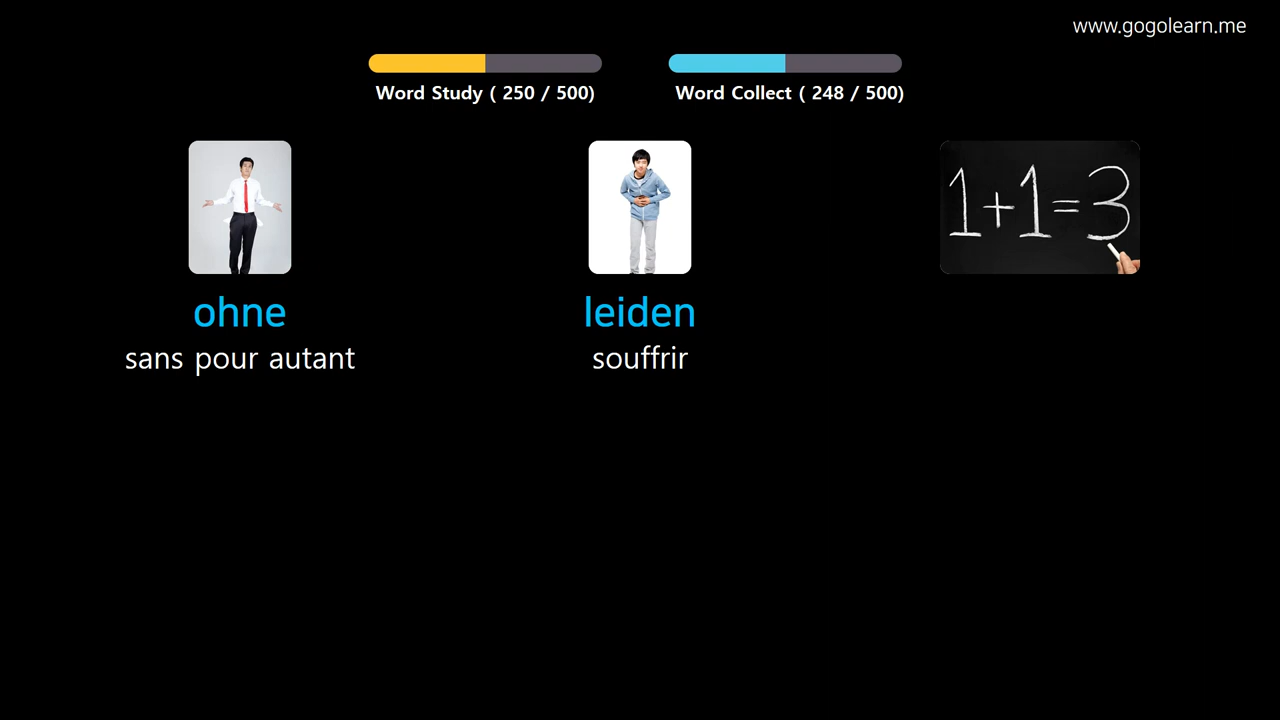 www.gogolearn.me
Word Study ( 250 / 500)
Word Collect ( 248 / 500)
1+1=3
ohne
leiden
sans pour autant
souffrir